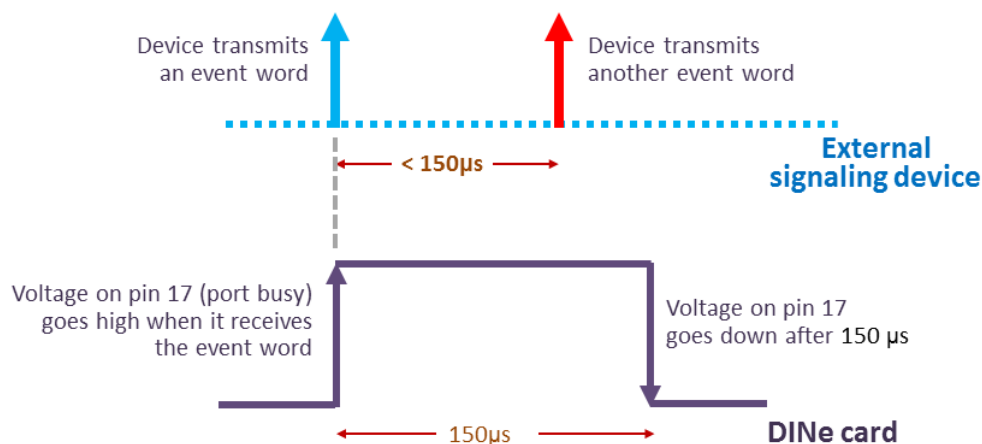 Device transmits
an event word
Device transmits
another event word
< 150µs
External
signaling device
Voltage on pin 17 (port busy)
goes high when it receives
the event word
Voltage on pin 17
goes down after 150 µs
150µs
DINe card